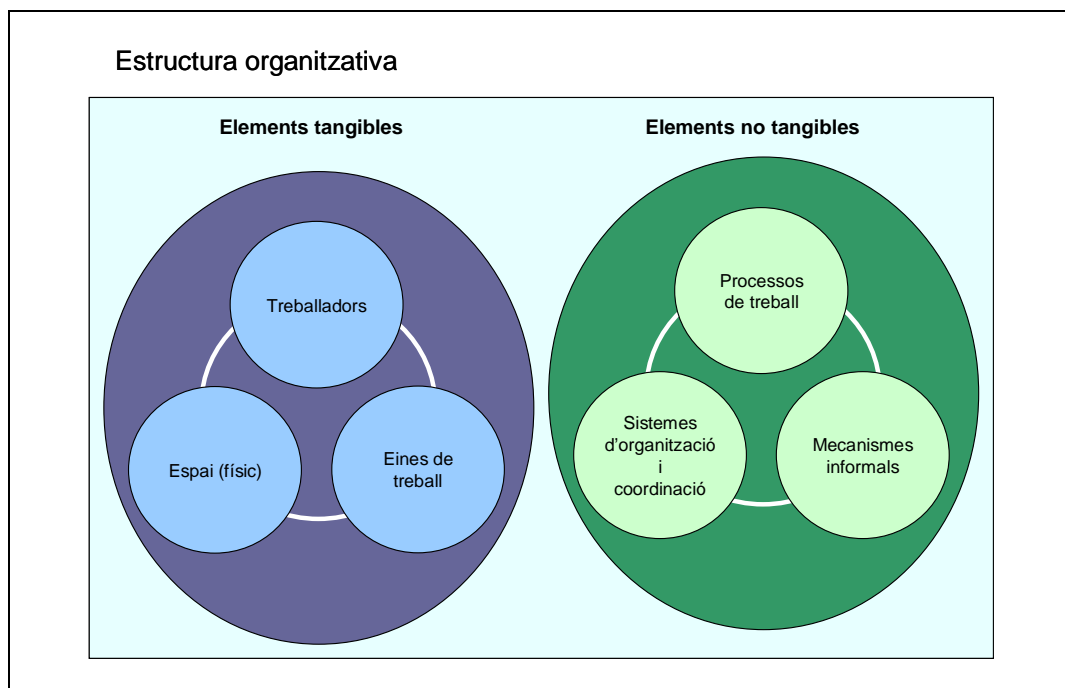 Estructura organitzativa
Elements tangibles
Treballadors
Espai (físic)
Eines de
treball
Elements no tangibles
Processos
de treball
Sistemes
d'organització
i
coordinació
Mecanismes
informals